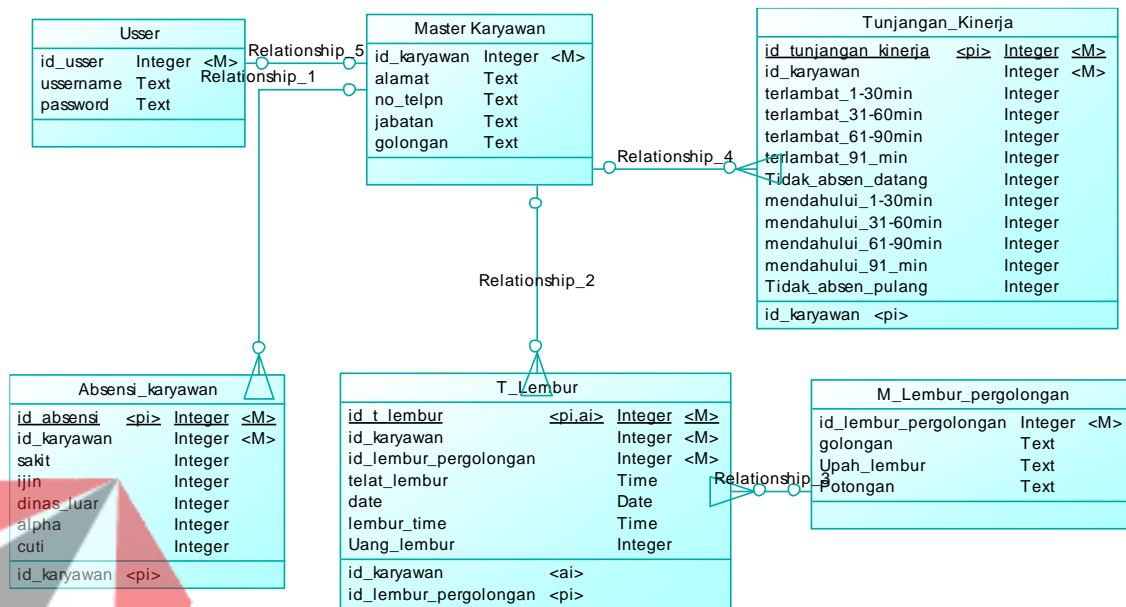 Usser
id_usser Integer <M>
ussername Text
password Text
Relationship_5
Relationship_1
Master Karyawan
id_karyawan Integer <M>
alamat Text
no_telpn Text
jabatan Text
golongan Text
Tunjangan_Kinerja
id_tunjangan_kinerja <pi> Integer <M>
id_karyawan Integer <M>
terlambat_1-30min Integer
terlambat_31-60min Integer
terlambat_61-90min Integer
terlambat_91_min Integer
Tidak_absen_datang Integer
mendahului_1-30min Integer
mendahului_31-60min Integer
mendahului_61-90min Integer
mendahului_91_min Integer
Tidak_absen_pulang Integer
id_karyawan <pi>
Relationship_4
Relationship_2
Absensi_karyawan
id_absensi <pi> Integer <M>
id_karyawan Integer <M>
sakit Integer
ijin Integer
dinas_luar Integer
alpha Integer
cuti Integer
id_karyawan <pi>
T_Lembur
id_t_lembur <pi,ai> Integer <M>
id_karyawan Integer <M>
id_lembur_pergolongan Integer <M>
telat_lembur Time
date Date
lembur_time Time
Uang_lembur Integer
id_karyawan <ai>
id_lembur_pergolongan <pi>
Relationship_3
M_Lembur_pergolongan
id_lembur_pergolongan Integer <M>
golongan Text
Upah_lembur Text
Potongan Text